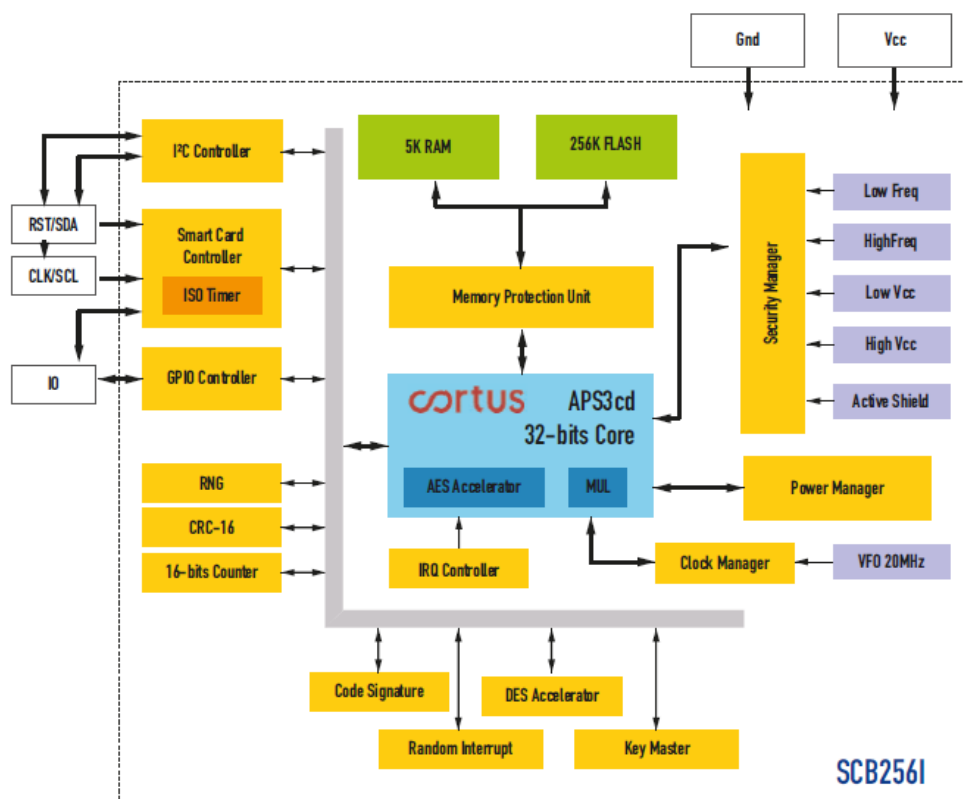 Gnd
Vcc
I²C Controller
5K RAM
256K FLASH
Low Freq
RST/SDA
Smart Card
Controller
HighFreq
CLK/SCL
ISO Timer
Memory Protection Unit
Security Manager
Low Vcc
High Vcc
IO
GPIO Controller
cortus
APS3cd
32-bits Core
Active Shield
RNG
AES Accelerator
MUL
Power Manager
CRC-16
16-bits Counter
IRQ Controller
Clock Manager
VFO 20MHz
Code Signature
DES Accelerator
Random Interrupt
Key Master
SCB256I